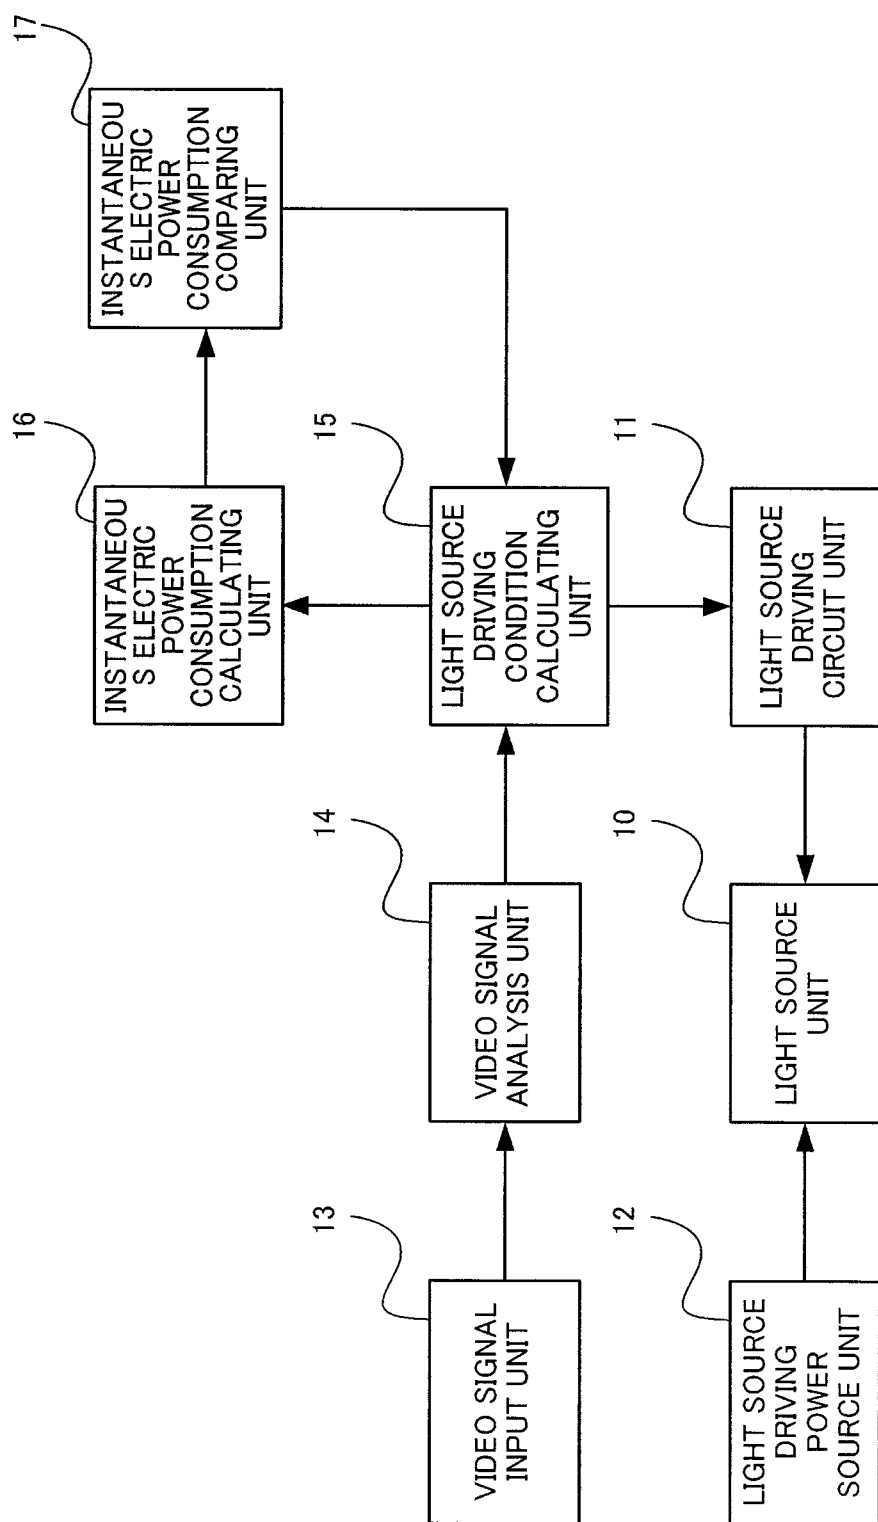 17
INSTANTANEOU
S ELECTRIC
POWER
CONSUMPTION
COMPARING
UNIT
16
INSTANTANEOU
S ELECTRIC
POWER
CONSUMPTION
CALCULATING
UNIT
13
VIDEO SIGNAL
INPUT UNIT
14
VIDEO SIGNAL
ANALYSIS UNIT
15
LIGHT SOURCE
DRIVING
CONDITION
CALCULATING
UNIT
12
LIGHT SOURCE
DRIVING
POWER
SOURCE UNIT
10
LIGHT SOURCE
UNIT
11
LIGHT SOURCE
DRIVING
CIRCUIT UNIT